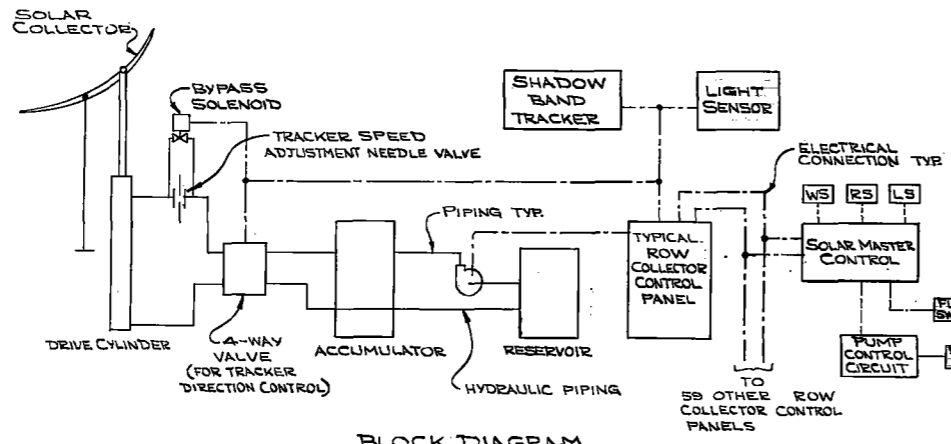 SOLAR
COLLECTOR
BYPASS
SOLENOID
TRACKER SPEED
ADJUSTMENT NEEDLE VALVE
SHADOW
BAND
TRACKER
LIGHT
SENSOR
ELECTRICAL
CONNECTION TYP.
WS
RS
LS
PIPING TYP.
TYPICAL
ROW
COLLECTOR
CONTROL
PANEL
SOLAR MASTER
CONTROL
DRIVE CYLINDER
4-WAY
VALVE
(FOR TRACKER
DIRECTION CONTROL)
ACCUMULATOR
RESERVOIR
HYDRAULIC PIPING
PUMP
CONTROL
CIRCUIT
TO
59 OTHER ROW
COLLECTOR CONTROL
PANELS
BLOCK DIAGRAM